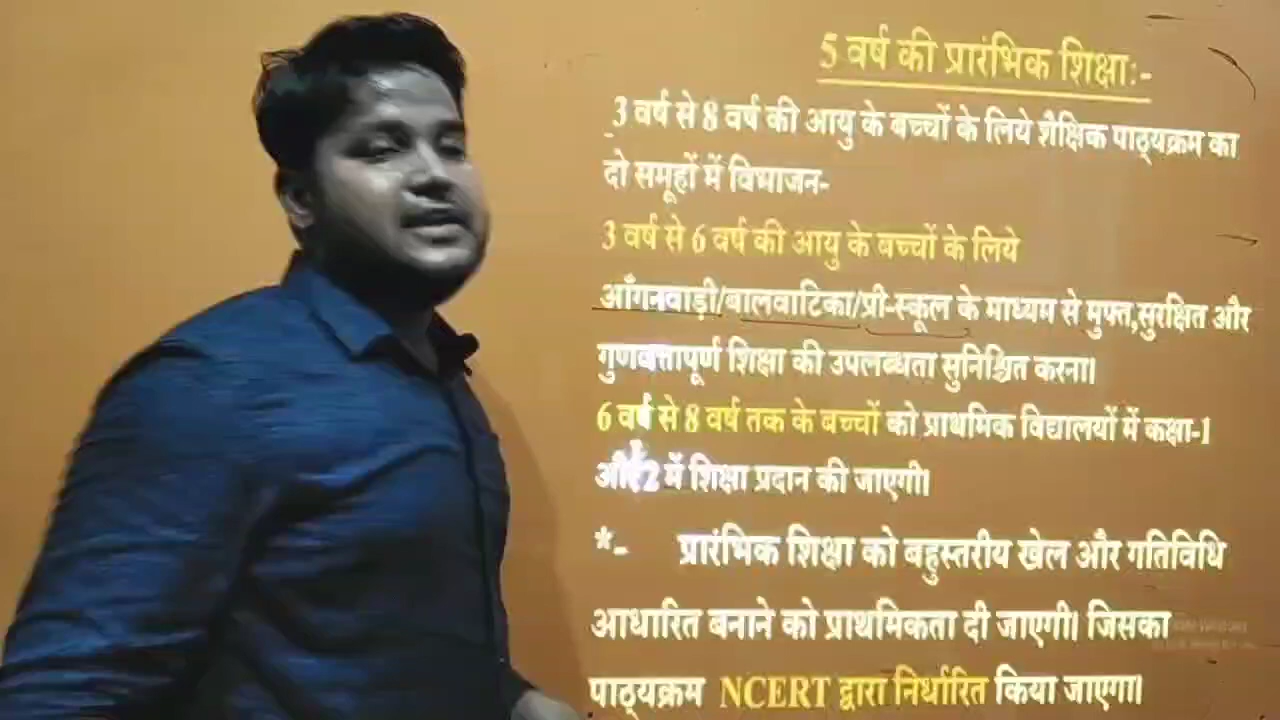 5 वर्ष की प्रारंभिक शिक्षाः-
3 वर्ष से 8 वर्ष की आयु के बच्चों के लिये शैक्षिक पाठ्यक्रम का
दो समूहों में विभाजन-
3 वर्ष से 6 वर्ष की आयु के बच्चों के लिये
आँगनवाड़ी/बालवाटिका/प्री-स्कूल के माध्यम से मुफ्त,सुरक्षित और
गुणवत्तापूर्ण शिक्षा की उपलब्धता सुनिश्चित करना।
6 वर्ष से 8 वर्ष तक के बच्चों को प्राथमिक विद्यालयों में कक्षा-1
और 2 में शिक्षा प्रदान की जाएगी।
*- प्रारंभिक शिक्षा को बहुस्तरीय खेल और गतिविधि
आधारित बनाने को प्राथमिकता दी जाएगी। जिसका
पाठ्यक्रम NCERT द्वारा निर्धारित किया जाएगा।